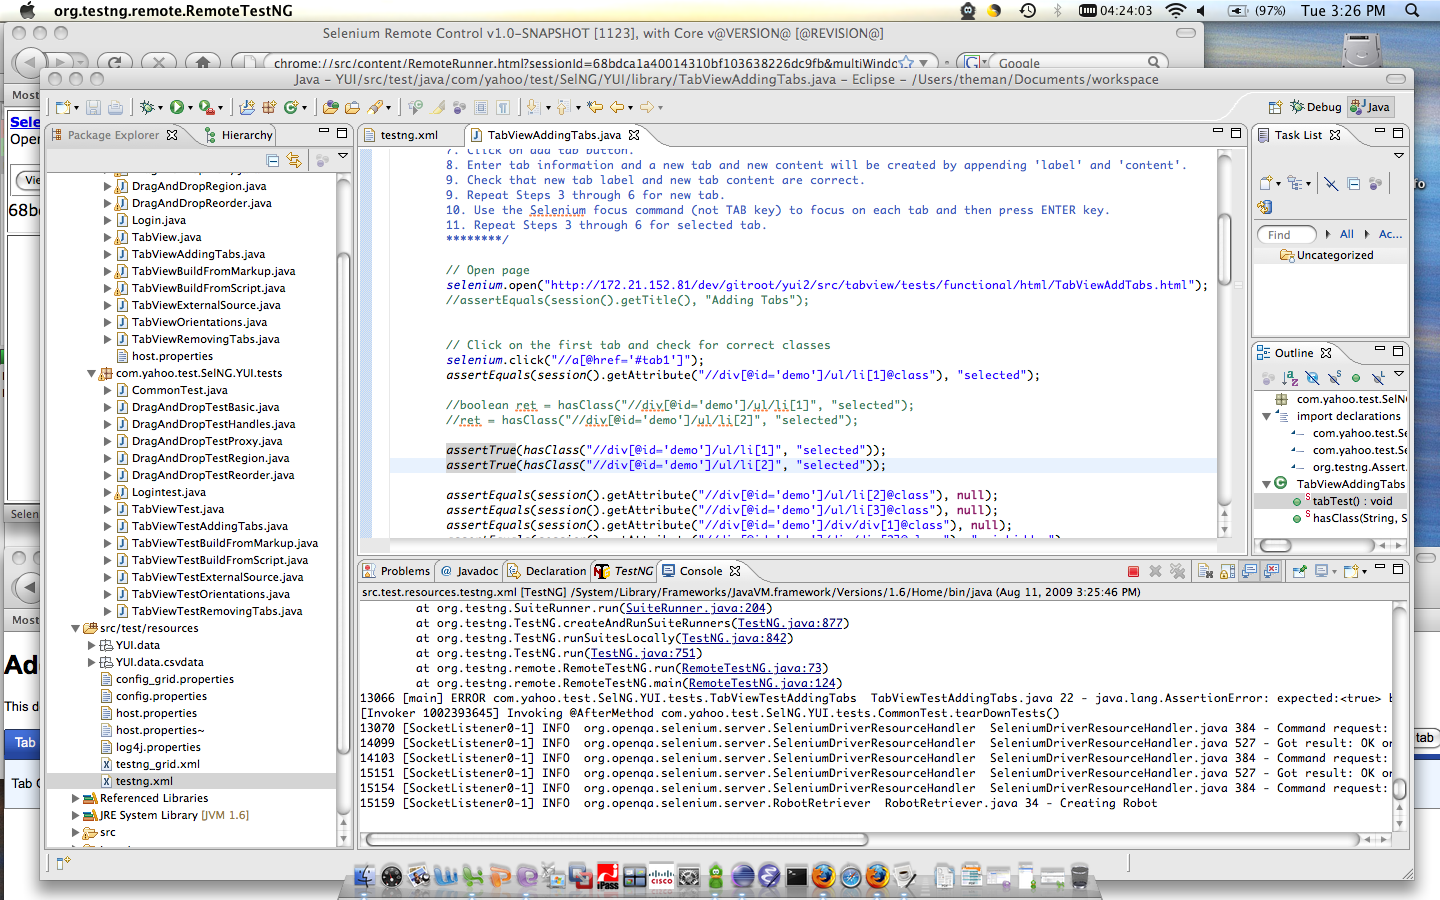 org.testng.remote.RemoteTestNG
04:24:03
(97%)
Tue 3:26 PM
Selenium Remote Control v1.0-SNAPSHOT [1123], with Core v@VERSION@ [@REVISION@]
chrome://src/content/RemoteRunner.html?sessionId=68bdca1a40014310bf103638226dc9fb&multiWindo
Google
Java - YUI/src/test/java/com/yahoo/test/SelNG/YUI/library/TabViewAddingTabs.java - Eclipse - /Users/theman/Documents/workspace
Most
Debug
Java
Sele
Open
Vie
68b
Selen
Most
Ad
This d
Tab
Tab C
Package Explorer
Hierarchy
DragAndDropRegion.java
DragAndDropReorder.java
Login.java
TabView.java
TabViewAddingTabs.java
TabViewBuildFromMarkup.java
TabViewBuildFromScript.java
TabViewExternalSource.java
TabViewOrientations.java
TabViewRemovingTabs.java
host.properties
com.yahoo.test.SelNG.YUI.tests
CommonTest.java
DragAndDropTestBasic.java
DragAndDropTestHandles.java
DragAndDropTestProxy.java
DragAndDropTestRegion.java
DragAndDropTestReorder.java
Logintest.java
TabViewTest.java
TabViewTestAddingTabs.java
TabViewTestBuildFromMarkup.java
TabViewTestBuildFromScript.java
TabViewTestExternalSource.java
TabViewTestOrientations.java
TabViewTestRemovingTabs.java
src/test/resources
YUI.data
YUI.data.csvdata
config_grid.properties
config.properties
host.properties
host.properties~
log4j.properties
testng_grid.xml
testng.xml
Referenced Libraries
JRE System Library [JVM 1.6]
src
testng.xml
TabViewAddingTabs.java
7. Click on add tab button.
8. Enter tab information and a new tab and new content will be created by appending 'label' and 'content'.
9. Check that new tab label and new tab content are correct.
9. Repeat Steps 3 through 6 for new tab.
10. Use the Selenium focus command (not TAB key) to focus on each tab and then press ENTER key.
11. Repeat Steps 3 through 6 for selected tab.
********/
// Open page
selenium.open("http://172.21.152.81/dev/gitroot/yui2/src/tabview/tests/functional/html/TabViewAddTabs.html");
//assertEquals(session().getTitle(), "Adding Tabs");
// Click on the first tab and check for correct classes
selenium.click("//a[@href='#tab1']");
assertEquals(session().getAttribute("//div[@id='demo']/ul/li[1]@class"), "selected");
//boolean ret = hasClass("//div[@id='demo']/ul/li[1]", "selected");
//ret = hasClass("//div[@id='demo']/ul/li[2]", "selected");
assertTrue(hasClass("//div[@id='demo']/ul/li[1]", "selected"));
assertTrue(hasClass("//div[@id='demo']/ul/li[2]", "selected"));
assertEquals(session().getAttribute("//div[@id='demo']/ul/li[2]@class"), null);
assertEquals(session().getAttribute("//div[@id='demo']/ul/li[3]@class"), null);
assertEquals(session().getAttribute("//div[@id='demo']/div/div[1]@class"), null);
Task List
Find
All
Ac...
Uncategorized
Outline
com.yahoo.test.SelNG
import declarations
com.yahoo.test.Se
com.yahoo.test.Se
org.testng.Assert.
TabViewAddingTabs
tabTest() : void
hasClass(String, S
Problems
Javadoc
Declaration
TestNG
Console
src.test.resources.testng.xml [TestNG] /System/Library/Frameworks/JavaVM.framework/Versions/1.6/Home/bin/java (Aug 11, 2009 3:25:46 PM)
at org.testng.SuiteRunner.run(SuiteRunner.java:204)
at org.testng.TestNG.createAndRunSuiteRunners(TestNG.java:877)
at org.testng.TestNG.runSuitesLocally(TestNG.java:842)
at org.testng.TestNG.run(TestNG.java:751)
at org.testng.remote.RemoteTestNG.run(RemoteTestNG.java:73)
at org.testng.remote.RemoteTestNG.main(RemoteTestNG.java:124)
13066 [main] ERROR com.yahoo.test.SelNG.YUI.tests.TabViewTestAddingTabs TabViewTestAddingTabs.java 22 - java.lang.AssertionError: expected:<true> b
[Invoker 1002393645] Invoking @AfterMethod com.yahoo.test.SelNG.YUI.tests.CommonTest.tearDownTests()
13070 [SocketListener0-1] INFO org.openqa.selenium.server.SeleniumDriverResourceHandler SeleniumDriverResourceHandler.java 384 - Command request:
14099 [SocketListener0-1] INFO org.openqa.selenium.server.SeleniumDriverResourceHandler SeleniumDriverResourceHandler.java 527 - Got result: OK or
14103 [SocketListener0-1] INFO org.openqa.selenium.server.SeleniumDriverResourceHandler SeleniumDriverResourceHandler.java 384 - Command request:
15151 [SocketListener0-1] INFO org.openqa.selenium.server.SeleniumDriverResourceHandler SeleniumDriverResourceHandler.java 527 - Got result: OK or
15154 [SocketListener0-1] INFO org.openqa.selenium.server.SeleniumDriverResourceHandler SeleniumDriverResourceHandler.java 384 - Command request:
15159 [SocketListener0-1] INFO org.openqa.selenium.server.RobotRetriever RobotRetriever.java 34 - Creating Robot
tab
iPass
CISCO